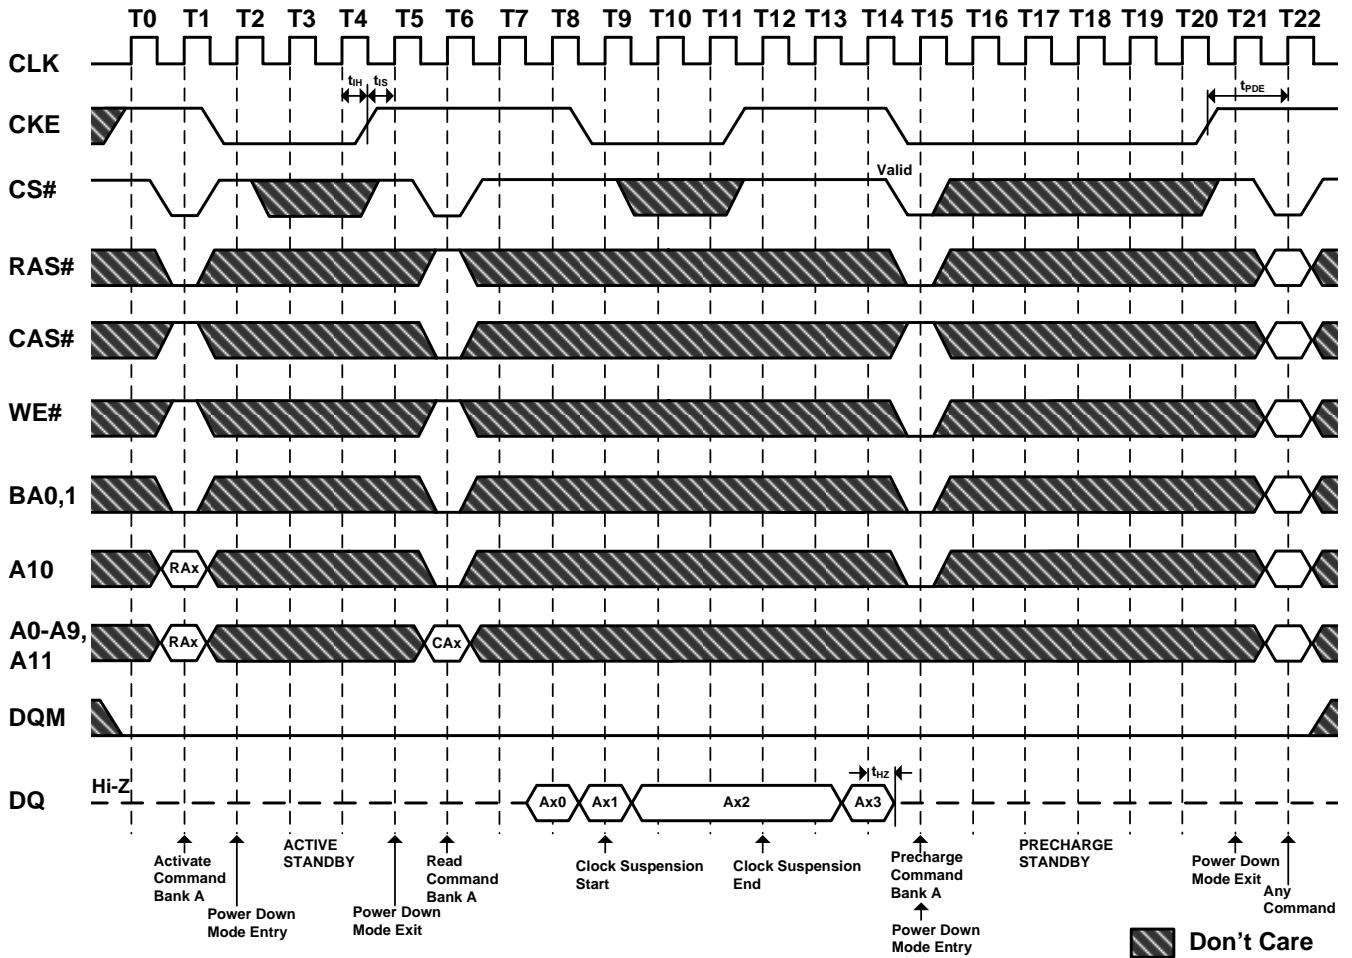 T0 T1 T2 T3 T4 T5 T6 T7 T8 T9 T10 T11 T12 T13 T14 T15 T16 T17 T18 T19 T20 T21 T22
CLK
tIH tIS
tPDE
CKE
Valid
CS#
RAS#
CAS#
WE#
BA0,1
A10
RAx
A0-A9,
A11
RAx
CAx
DQM
Hi-Z
tHZ
DQ
Ax0 Ax1 Ax2 Ax3
Activate
Command
Bank A
Power Down
Mode Entry
ACTIVE
STANDBY
Power Down
Mode Exit
Read
Command
Bank A
Clock Suspension
Start
Clock Suspension
End
Precharge
Command
Bank A
Power Down
Mode Entry
PRECHARGE
STANDBY
Power Down
Mode Exit
Any
Command
Don't Care